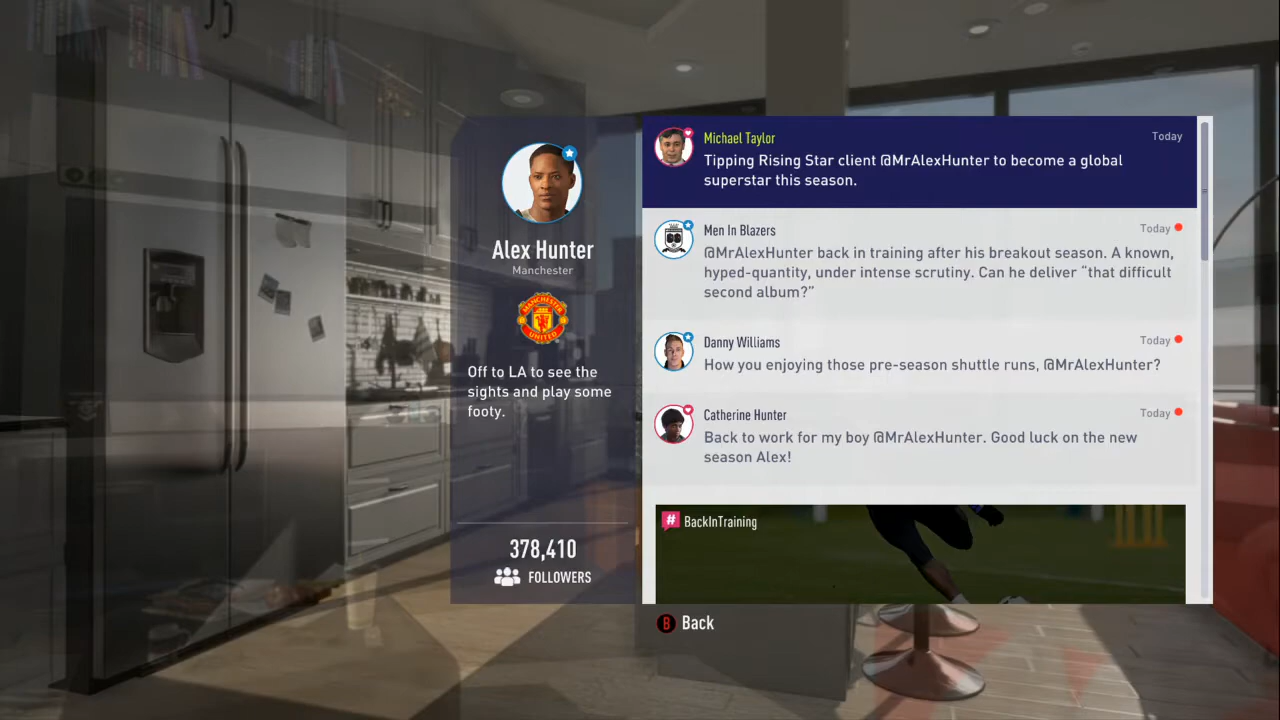 Alex Hunter
Manchester
MANCHESTER
UNITED
Off to LA to see the
sights and play some
footy.
378,410
FOLLOWERS
Michael Taylor
Today
Tipping Rising Star client @MrAlexHunter to become a global
superstar this season.
Men In Blazers
Today
@MrAlexHunter back in training after his breakout season. A known,
hyped-quantity, under intense scrutiny. Can he deliver “that difficult
second album?”
Danny Williams
Today
How you enjoying those pre-season shuttle runs, @MrAlexHunter?
Catherine Hunter
Today
Back to work for my boy @MrAlexHunter. Good luck on the new
season Alex!
# BackInTraining
B Back